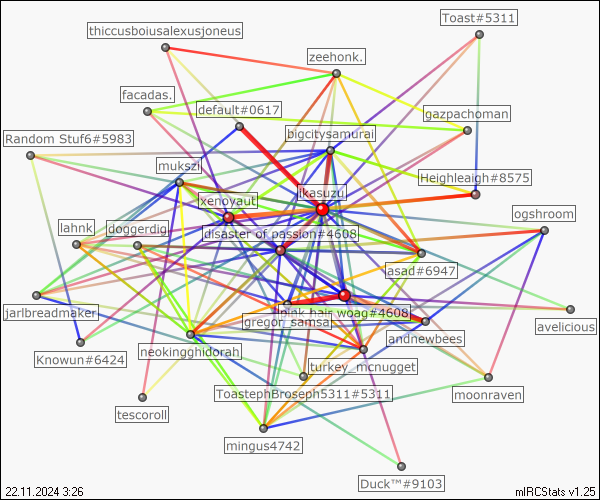 Toast#5311
thiccusboiusalexusjoneus
zeehonk.
facadas.
default#0617
gazpachoman
bigcitysamurai
Random Stuf6#5983
mukszi
Heighleaigh#8575
ikasuzu
xenoyaut
ogshroom
lahnk
doggerdig.
disaster of passion#4608
asad#6947
jarlbreadmaker
pink hais woag#4608
avelicious
gregor_samsa
andnewbees
Knowun#6424
neokingghidorah
turkey_mcnugget
ToastephBroseph5311#5311
moonraven
tescoroll
mingus4742
Duck™#9103
22.11.2024 3:26
mIRCStats v1.25